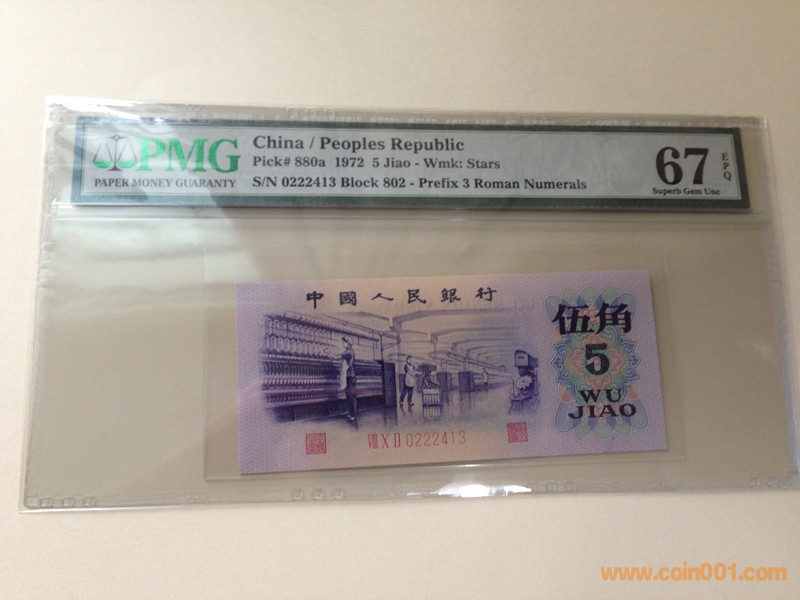 PMG
PAPER MONEY GUARANTY
China / Peoples Republic
Pick# 880a 1972 5 Jiao - Wmk: Stars
S/N 0222413 Block 802 - Prefix 3 Roman Numerals
67 EPQ
Superb Gem Unc
中國人民銀行
伍角
5
WU
JIAO
VIII X II 0222413
www.coin001.com